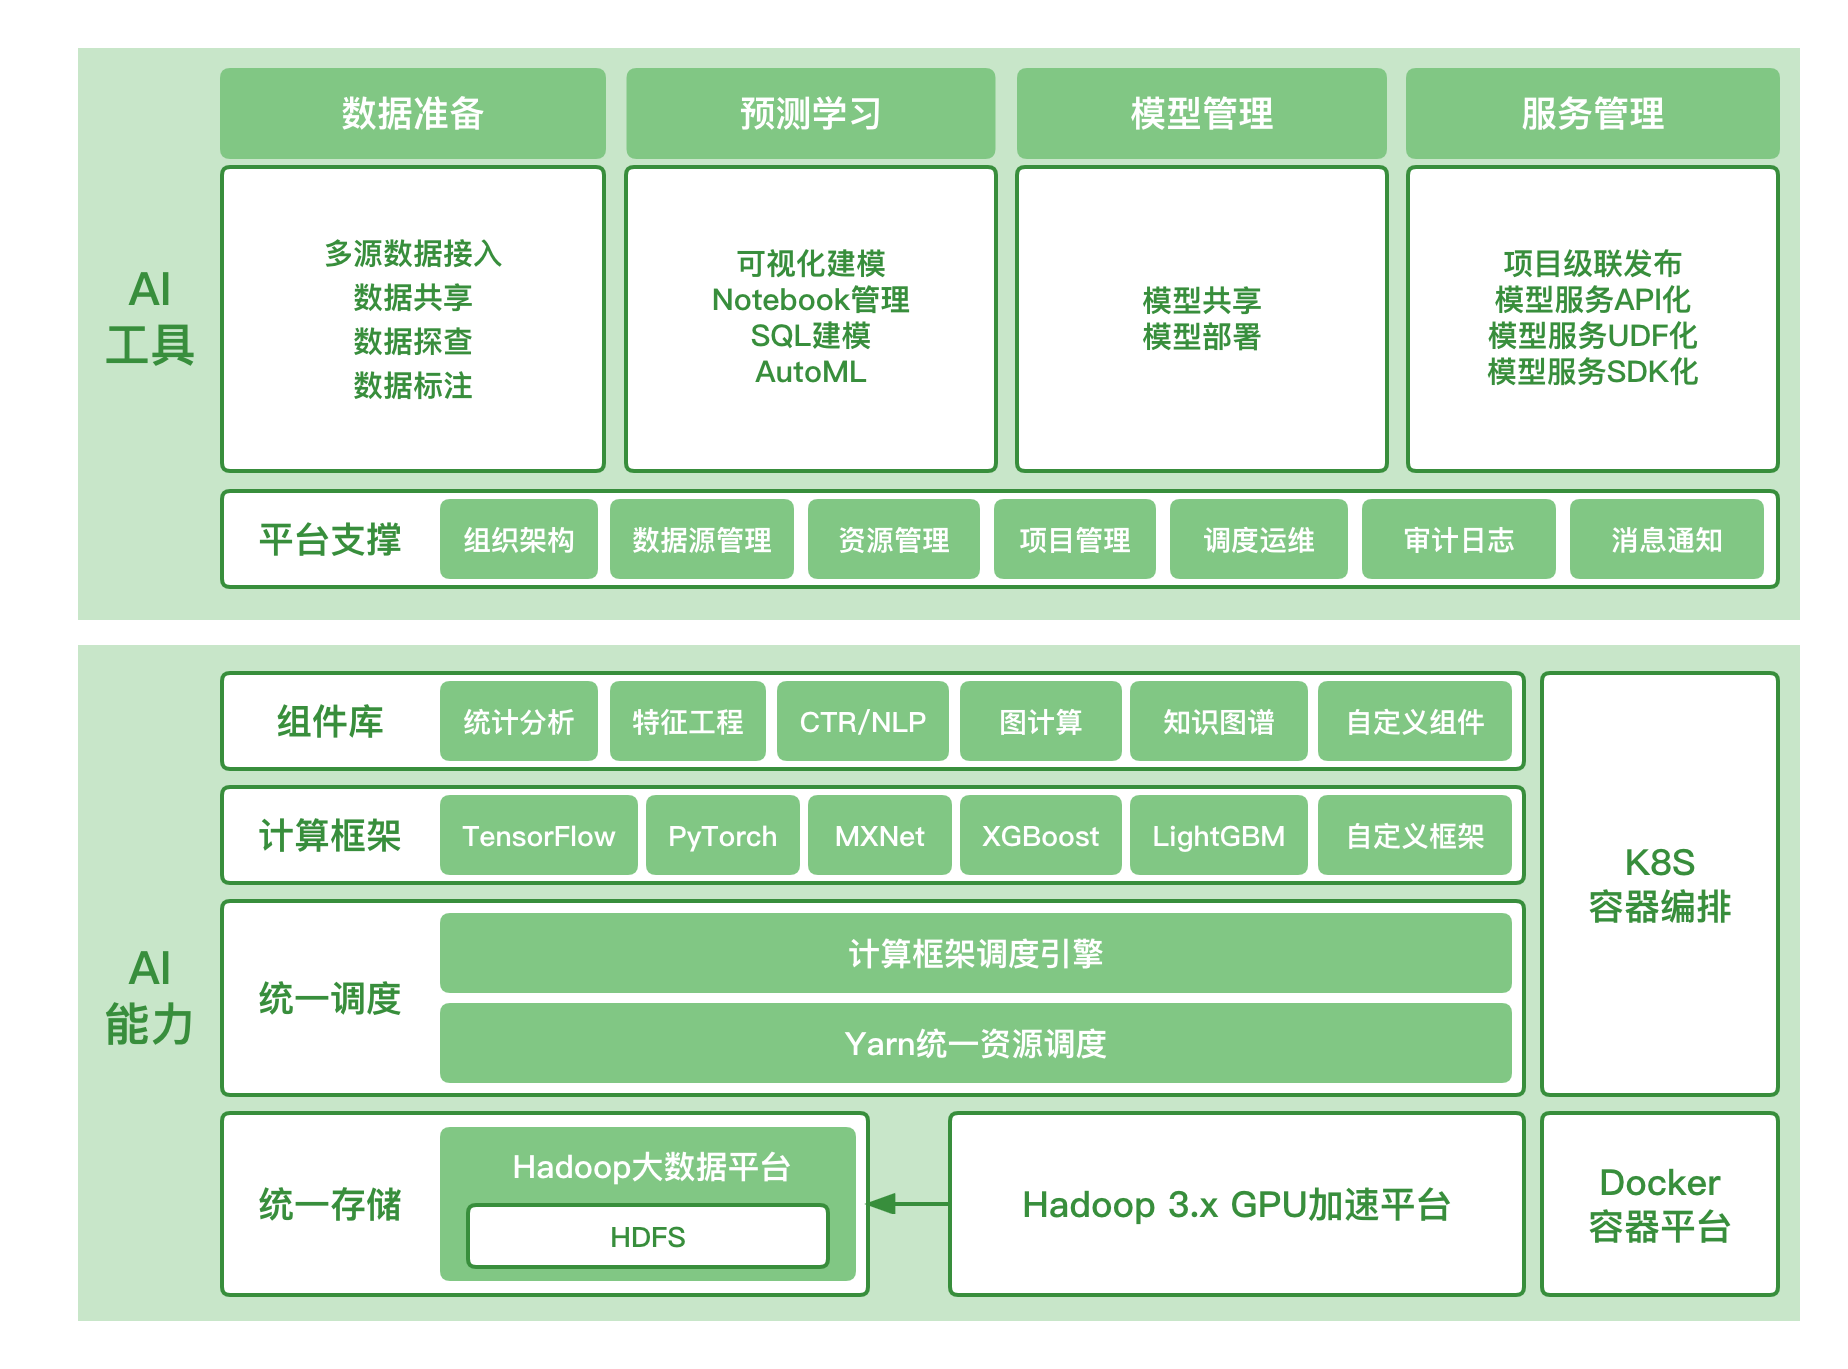 AI
工具
数据准备
多源数据接入
数据共享
数据探查
数据标注
预测学习
可视化建模
Notebook管理
SQL建模
AutoML
模型管理
模型共享
模型部署
服务管理
项目级联发布
模型服务API化
模型服务UDF化
模型服务SDK化
平台支撑
组织架构
数据源管理
资源管理
项目管理
调度运维
审计日志
消息通知
AI
能力
组件库
统计分析
特征工程
CTR/NLP
图计算
知识图谱
自定义组件
计算框架
TensorFlow
PyTorch
MXNet
XGBoost
LightGBM
自定义框架
统一调度
计算框架调度引擎
Yarn统一资源调度
K8S
容器编排
统一存储
Hadoop大数据平台
HDFS
Hadoop 3.x GPU加速平台
Docker
容器平台